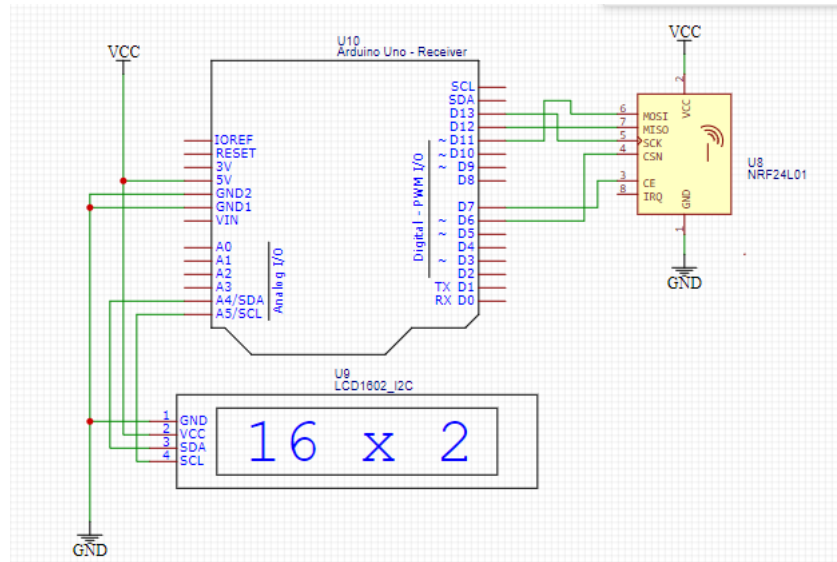 U10
Arduino Uno - Receiver
VCC
VCC
SCL
SDA
D13
D12
~ D11
~ D10
~ D9
D8
D7
~ D6
~ D5
D4
~ D3
D2
TX D1
RX D0
Digital - PWM I/O
IOREF
RESET
3V
5V
GND2
GND1
VIN
A0
A1
A2
A3
A4/SDA
A5/SCL
Analog I/O
2
VCC
6 MOSI
7 MISO
5 SCK
4 CSN
3 CE
8 IRQ
GND
1
U8
NRF24L01
GND
U9
LCD1602_I2C
1 GND
2 VCC
3 SDA
4 SCL
16 x 2
GND